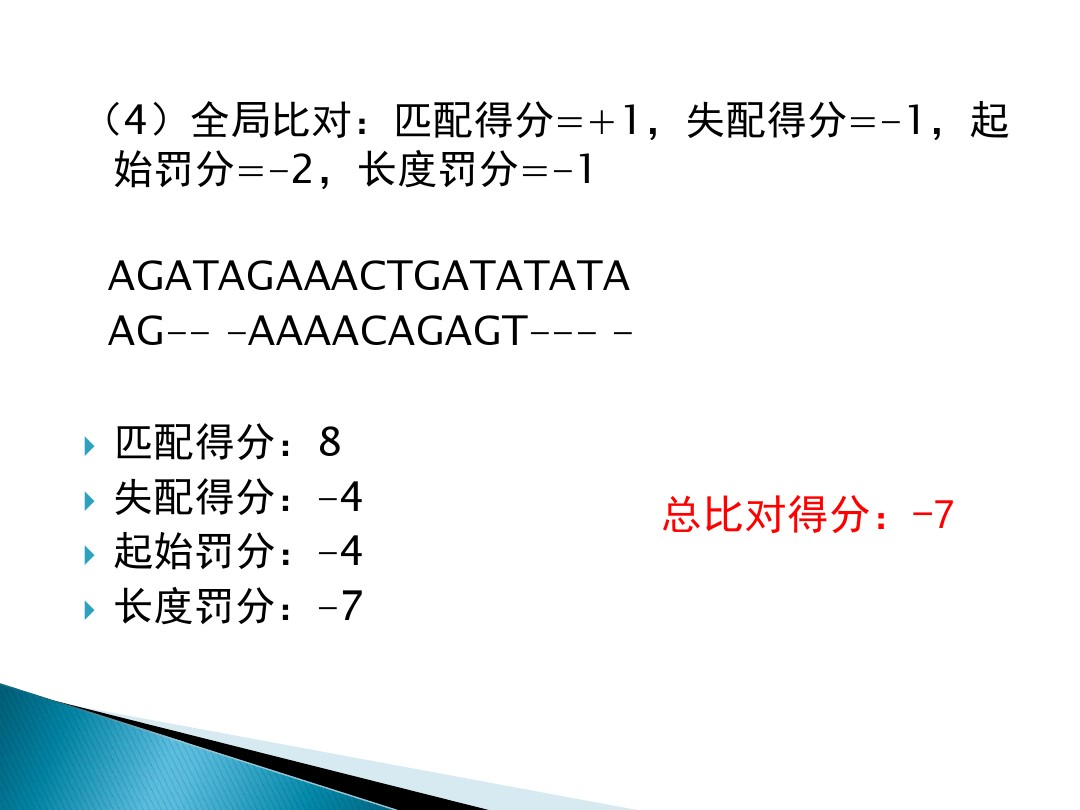 （4）全局比对：匹配得分=+1，失配得分=-1，起
始罚分=-2，长度罚分=-1
AGATAGAAACTGATATATA
AG-- -AAAACAGAGT--- -
匹配得分：8
失配得分：-4
起始罚分：-4
长度罚分：-7
总比对得分：-7